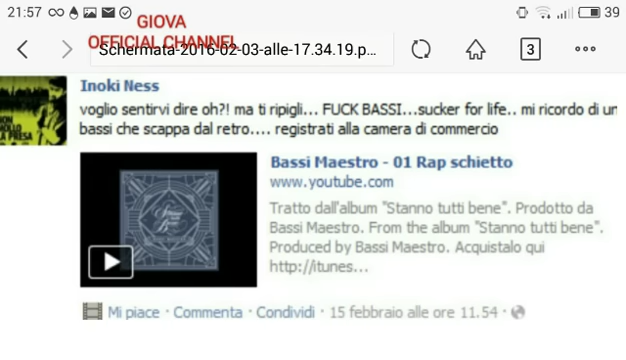 21:57
39
GIOVA
OFFICIAL CHANNEL
Schermata-2016-02-03-alle-17.34.19.p...
3
Inoki Ness
NON MOLLO LA PRESA
voglio sentirvi dire oh?! ma ti ripigli... FUCK BASSI...sucker for life.. mi ricordo di un
bassi che scappa dal retro.... registrati alla camera di commercio
Bassi Maestro - 01 Rap schietto
www.youtube.com
Tratto dall'album "Stanno tutti bene". Prodotto da
Bassi Maestro. From the album "Stanno tutti bene".
Produced by Bassi Maestro. Acquistalo qui
http://itunes...
Mi piace · Commenta · Condividi · 15 febbraio alle ore 11.54 ·